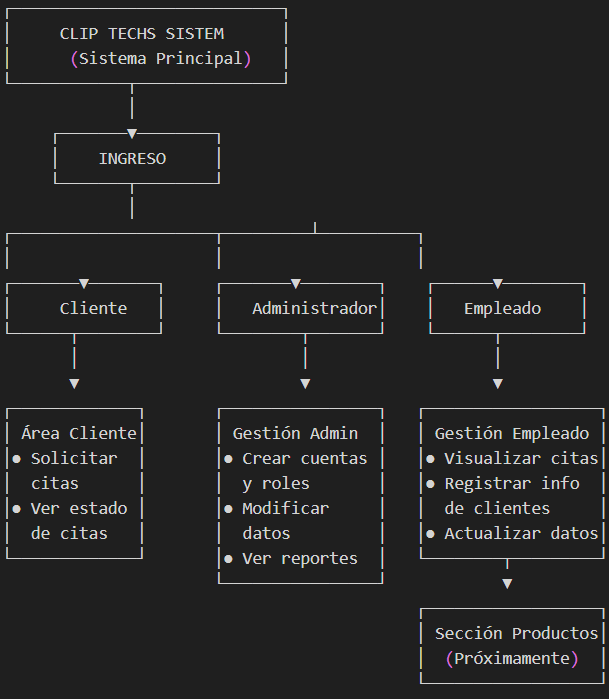 CLIP TECHS SISTEM
(Sistema Principal)
INGRESO
Cliente
Administrador
Empleado
Área Cliente
● Solicitar
citas
● Ver estado
de citas
Gestión Admin
● Crear cuentas
y roles
● Modificar
datos
● Ver reportes
Gestión Empleado
● Visualizar citas
● Registrar info
de clientes
● Actualizar datos
Sección Productos
(Próximamente)